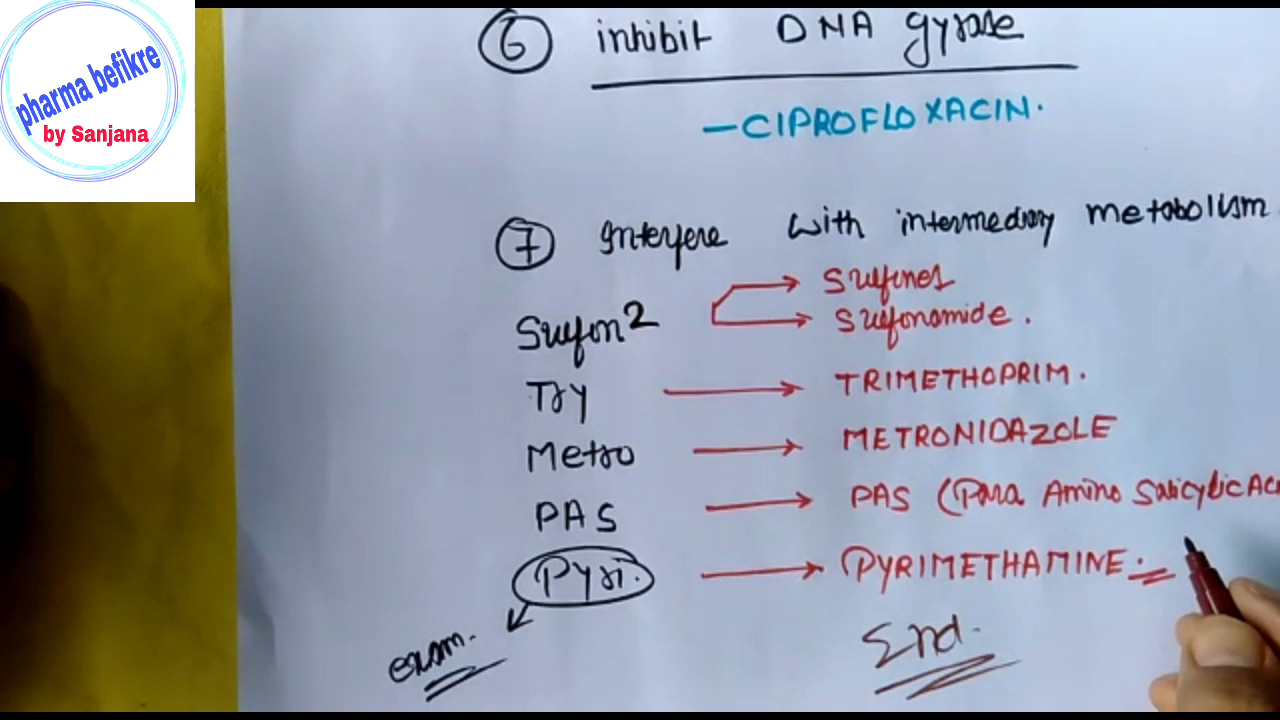 pharma befikre
by Sanjana
6 inhibit DNA gyrase
- CIPROFLOXACIN.
7 Interfere with intermediary metabolism
Sulfon2
Sulfones
Sulfonamide.
Try
TRIMETHOPRIM.
Metro
METRONIDAZOLE
PAS
PAS (Para Amino Salicylic Aci
Pyri.
PYRIMETHAMINE.
exam.
End.